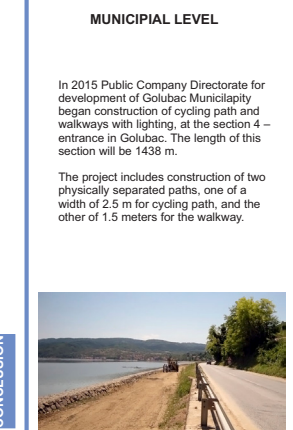 MUNICIPIAL LEVEL
In 2015 Public Company Directorate for
development of Golubac Municilapity
began construction of cycling path and
walkways with lighting, at the section 4 –
entrance in Golubac. The length of this
section will be 1438 m.
The project includes construction of two
physically separated paths, one of a
width of 2.5 m for cycling path, and the
other of 1.5 meters for the walkway.
CONCLUSION